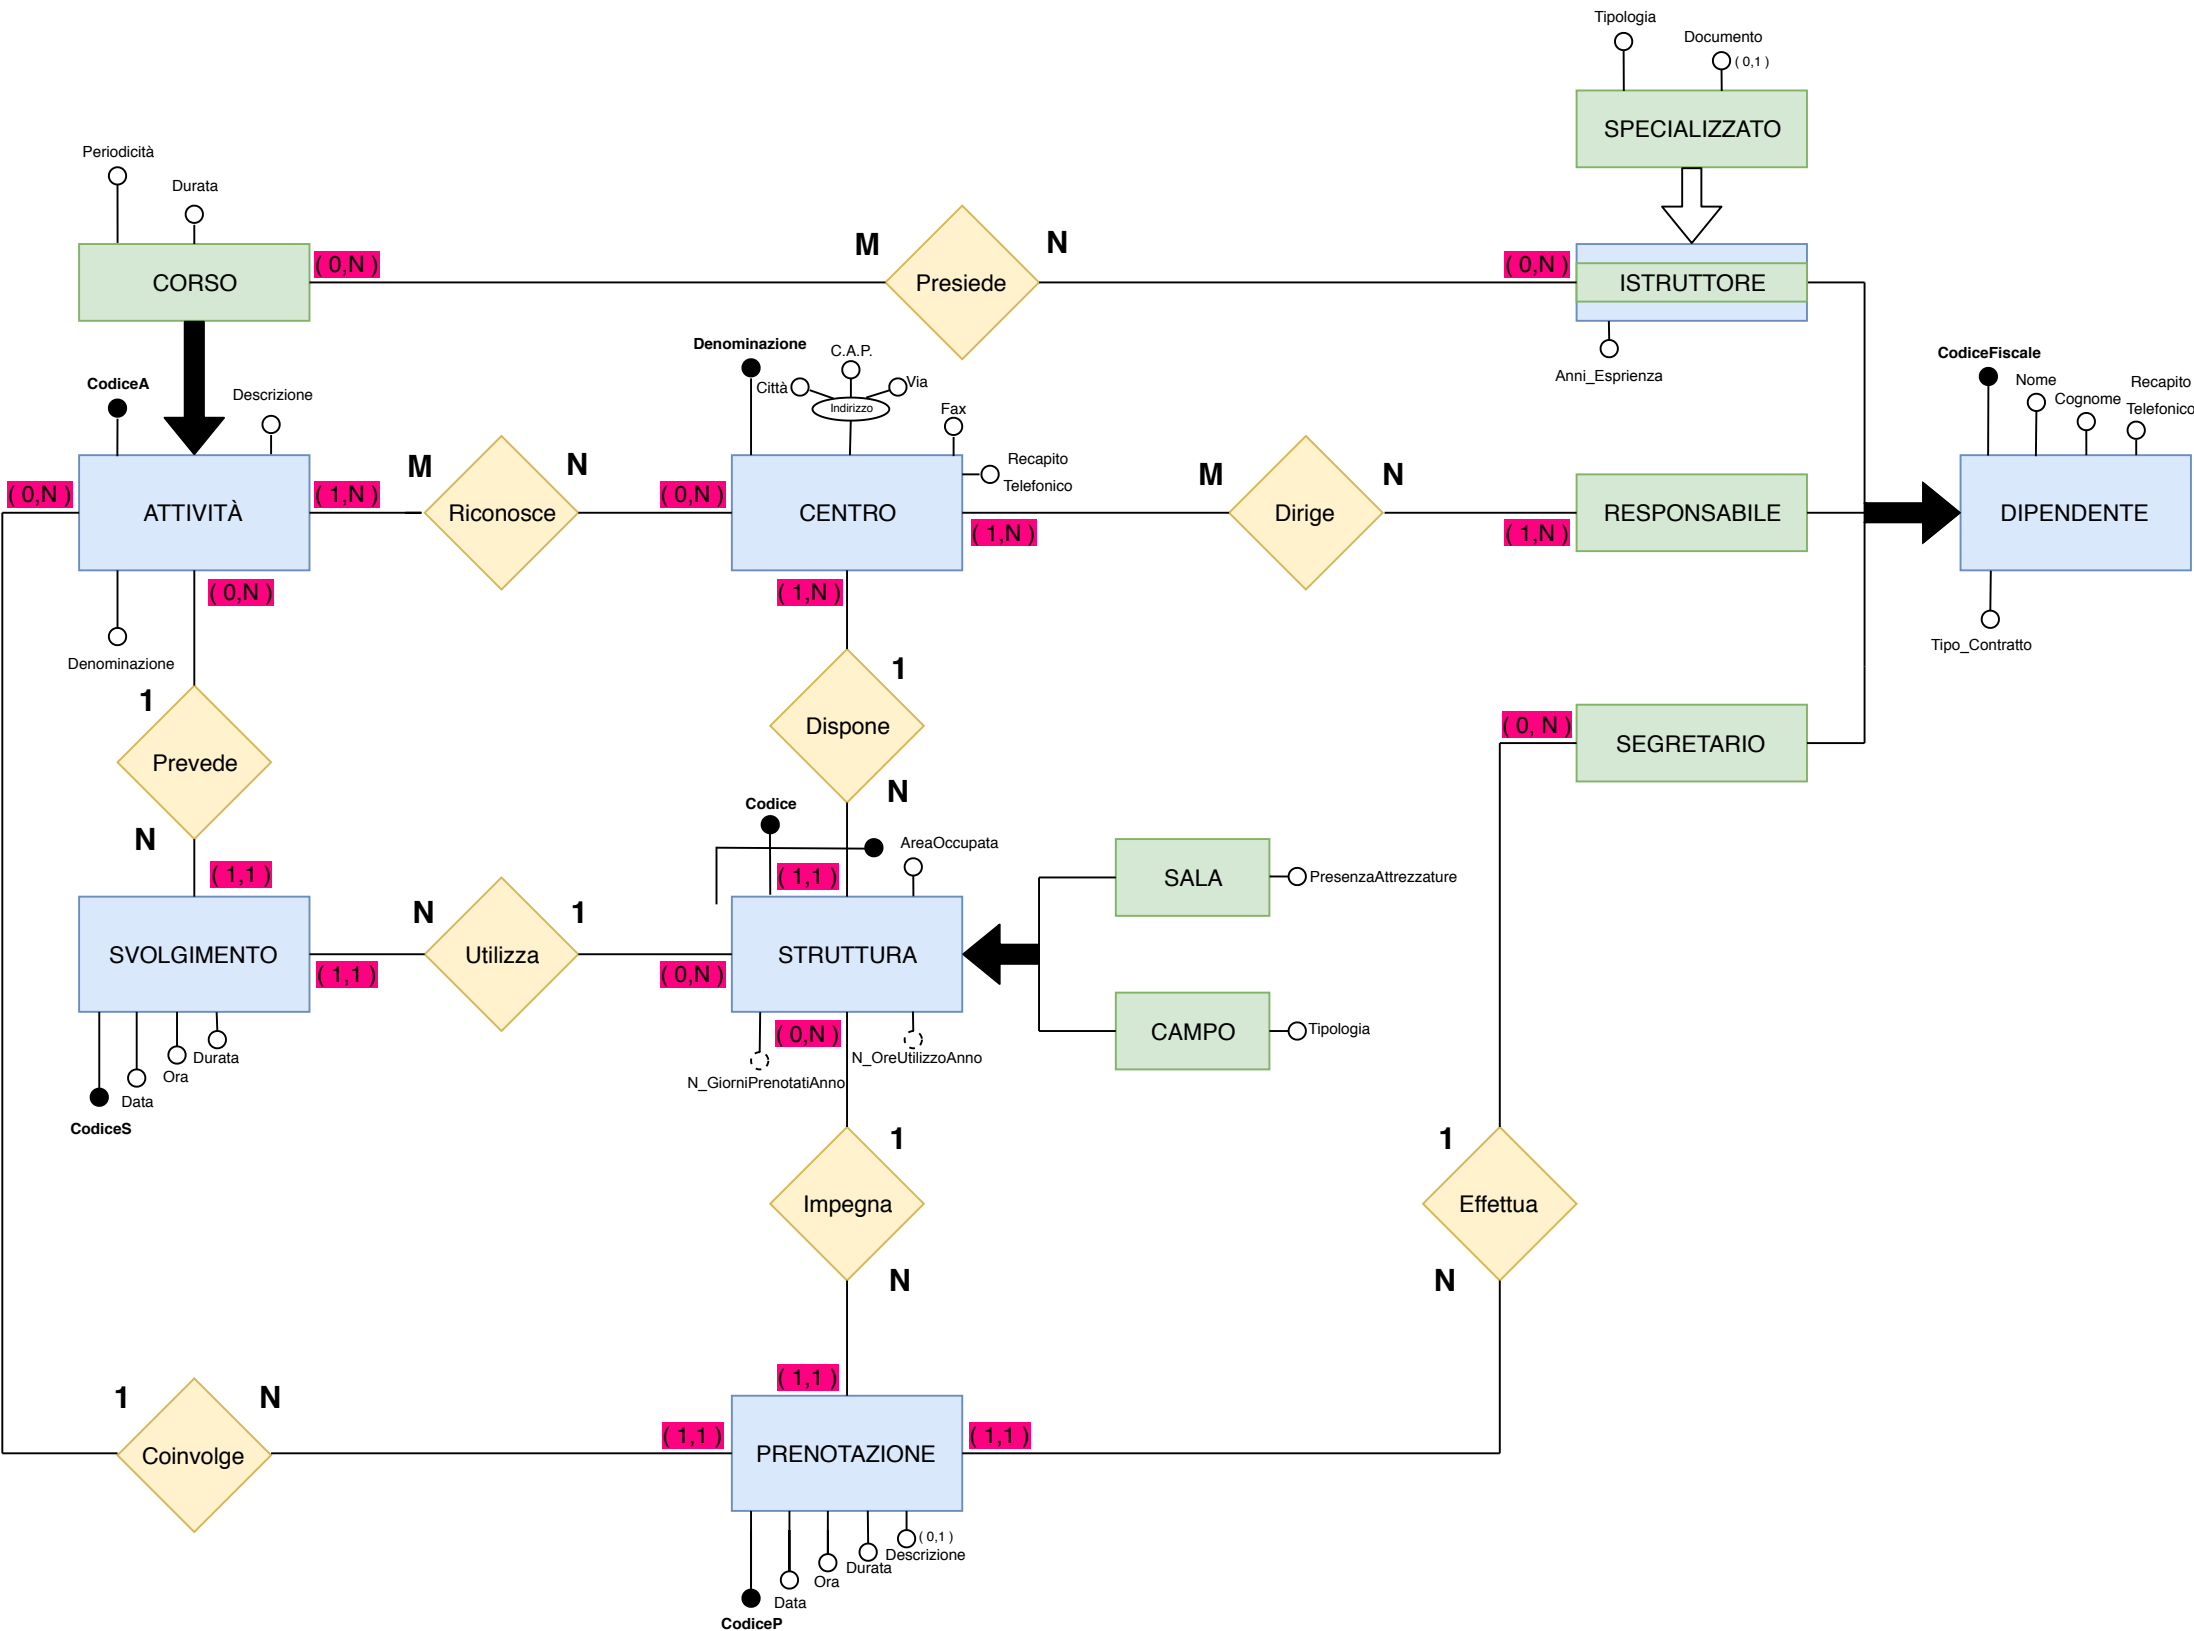 Tipologia
Documento
( 0,1 )
SPECIALIZZATO
Periodicità
Durata
CORSO
( 0,N )
M
Presiede
N
( 0,N )
ISTRUTTORE
Anni_Esprienza
Denominazione
C.A.P.
Città
Via
Indirizzo
Fax
Recapito
Telefonico
CodiceFiscale
Nome
Cognome
Recapito
Telefonico
CodiceA
Descrizione
( 0,N )
ATTIVITÀ
( 1,N )
M
Riconosce
N
( 0,N )
CENTRO
( 1,N )
M
Dirige
N
( 1,N )
RESPONSABILE
DIPENDENTE
( 0,N )
( 1,N )
Denominazione
Tipo_Contratto
1
Prevede
N
1
Dispone
N
( 0, N )
SEGRETARIO
Codice
AreaOccupata
( 1,1 )
( 1,1 )
SALA
PresenzaAttrezzature
SVOLGIMENTO
( 1,1 )
N
Utilizza
1
( 0,N )
STRUTTURA
( 0,N )
CAMPO
Tipologia
Durata
Ora
Data
CodiceS
N_OreUtilizzoAnno
N_GiorniPrenotatiAnno
1
Impegna
N
1
Effettua
N
( 1,1 )
1
Coinvolge
N
( 1,1 )
PRENOTAZIONE
( 1,1 )
( 0,1 )
Descrizione
Durata
Ora
Data
CodiceP